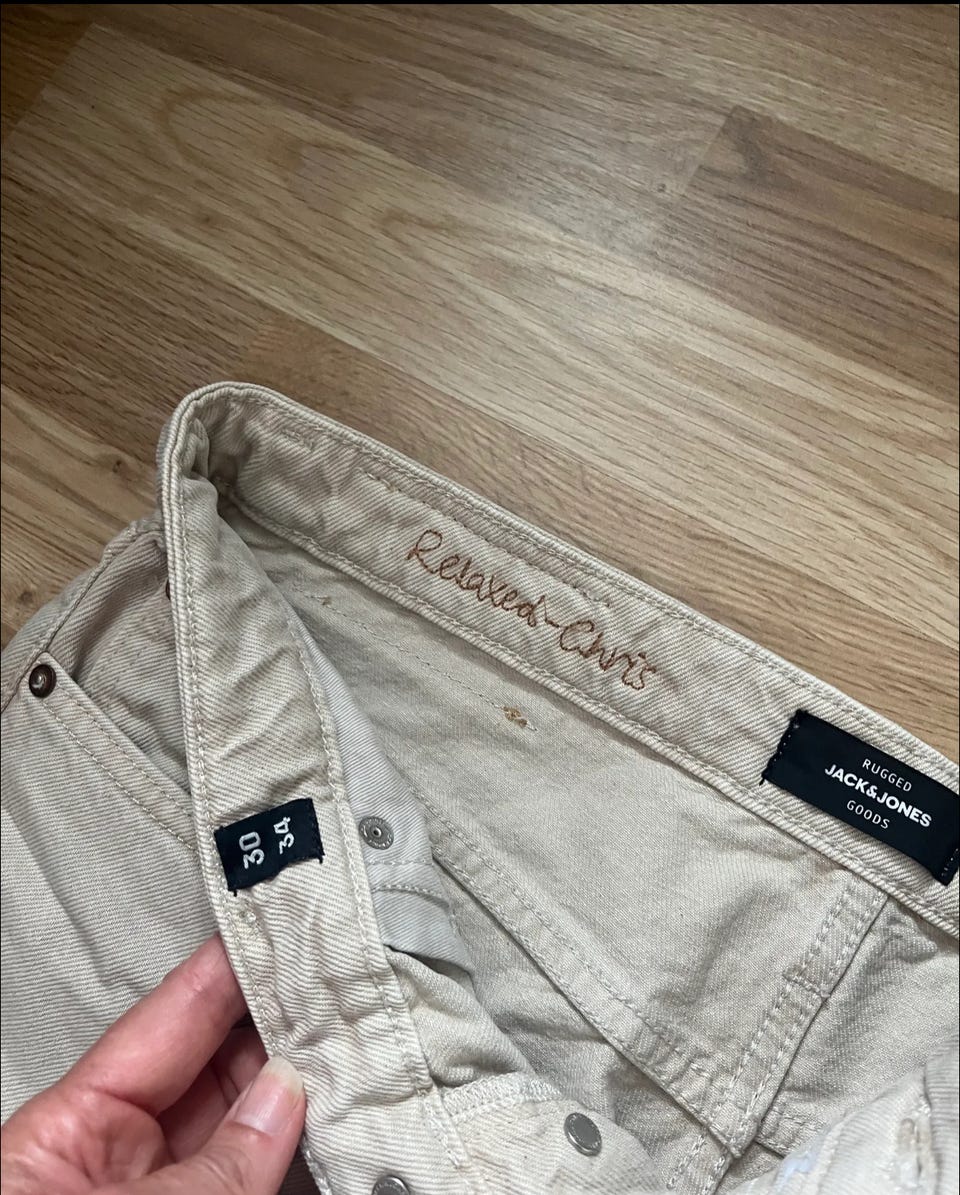 Relaxed-Chris
RUGGED
JACK&JONES
GOODS
30
34